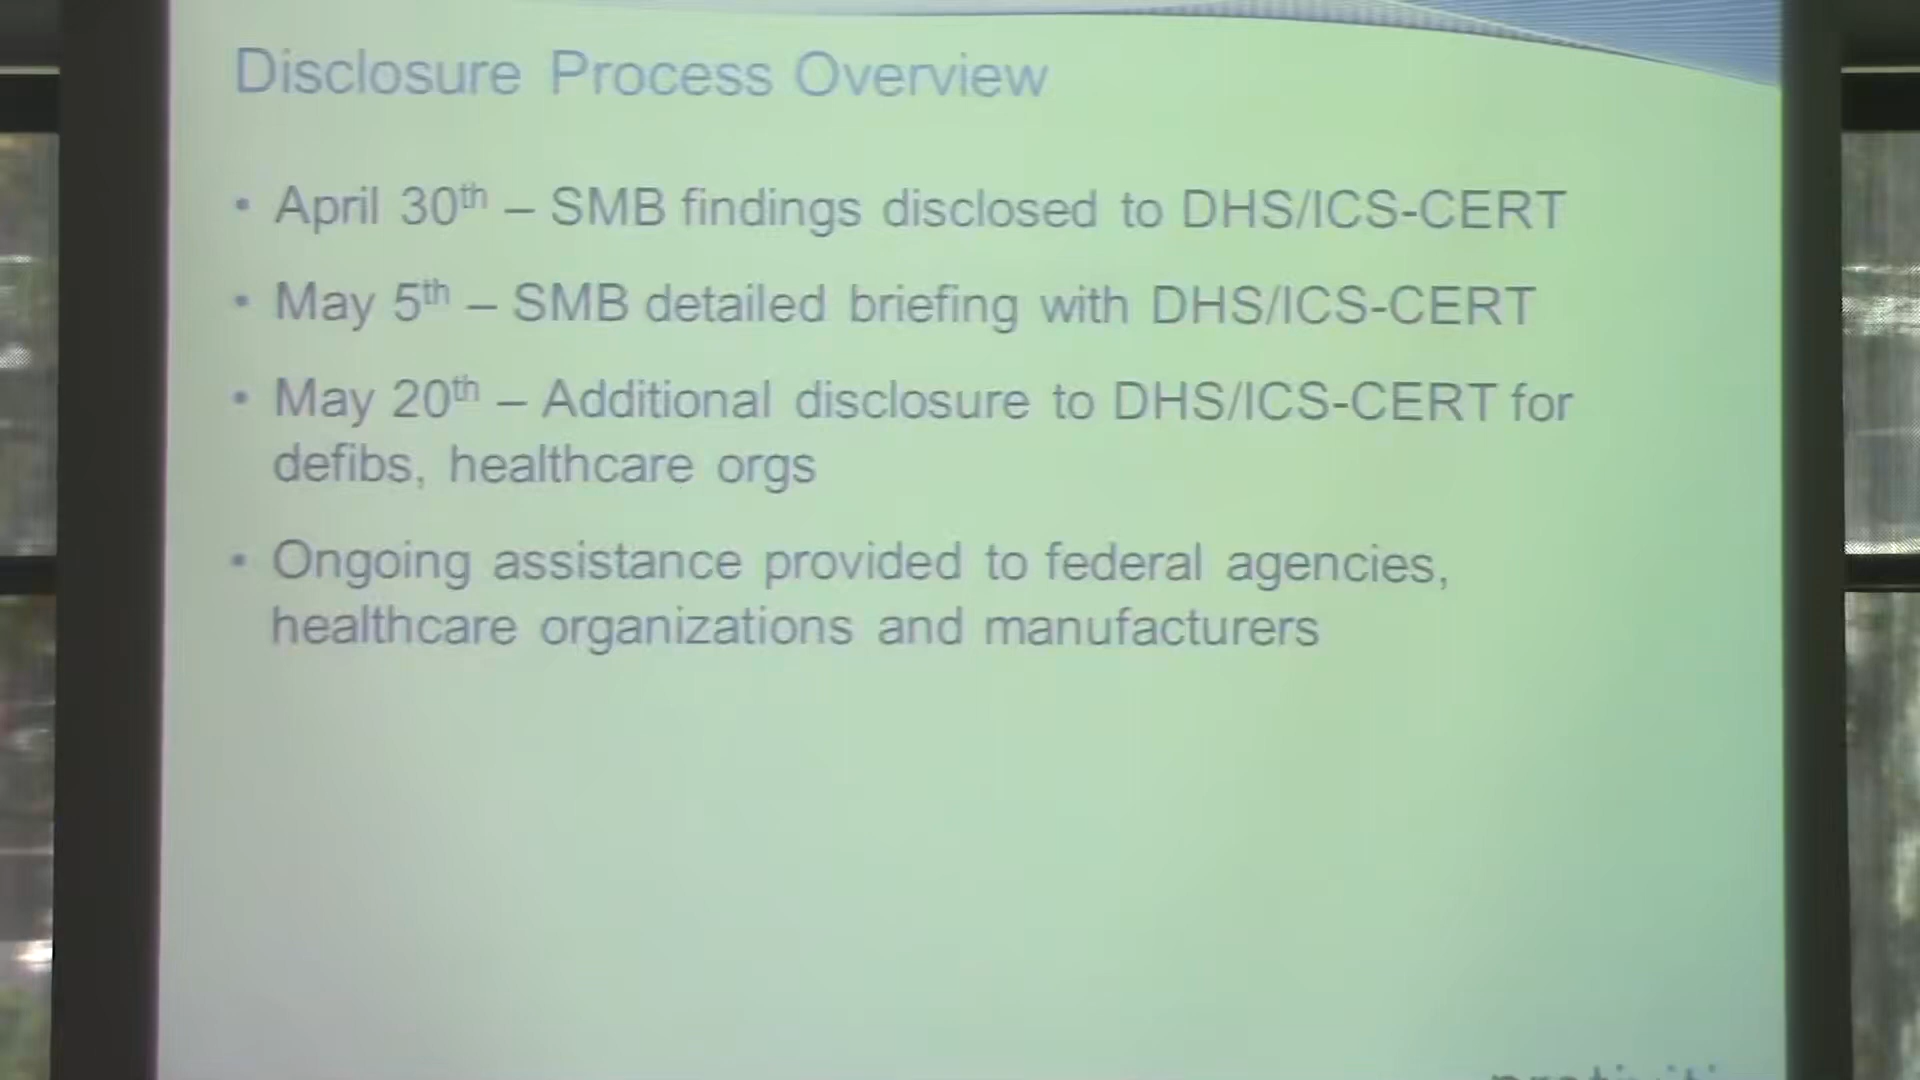 Disclosure Process Overview
• April 30th – SMB findings disclosed to DHS/ICS-CERT
• May 5th – SMB detailed briefing with DHS/ICS-CERT
• May 20th – Additional disclosure to DHS/ICS-CERT for
defibs, healthcare orgs
• Ongoing assistance provided to federal agencies,
healthcare organizations and manufacturers